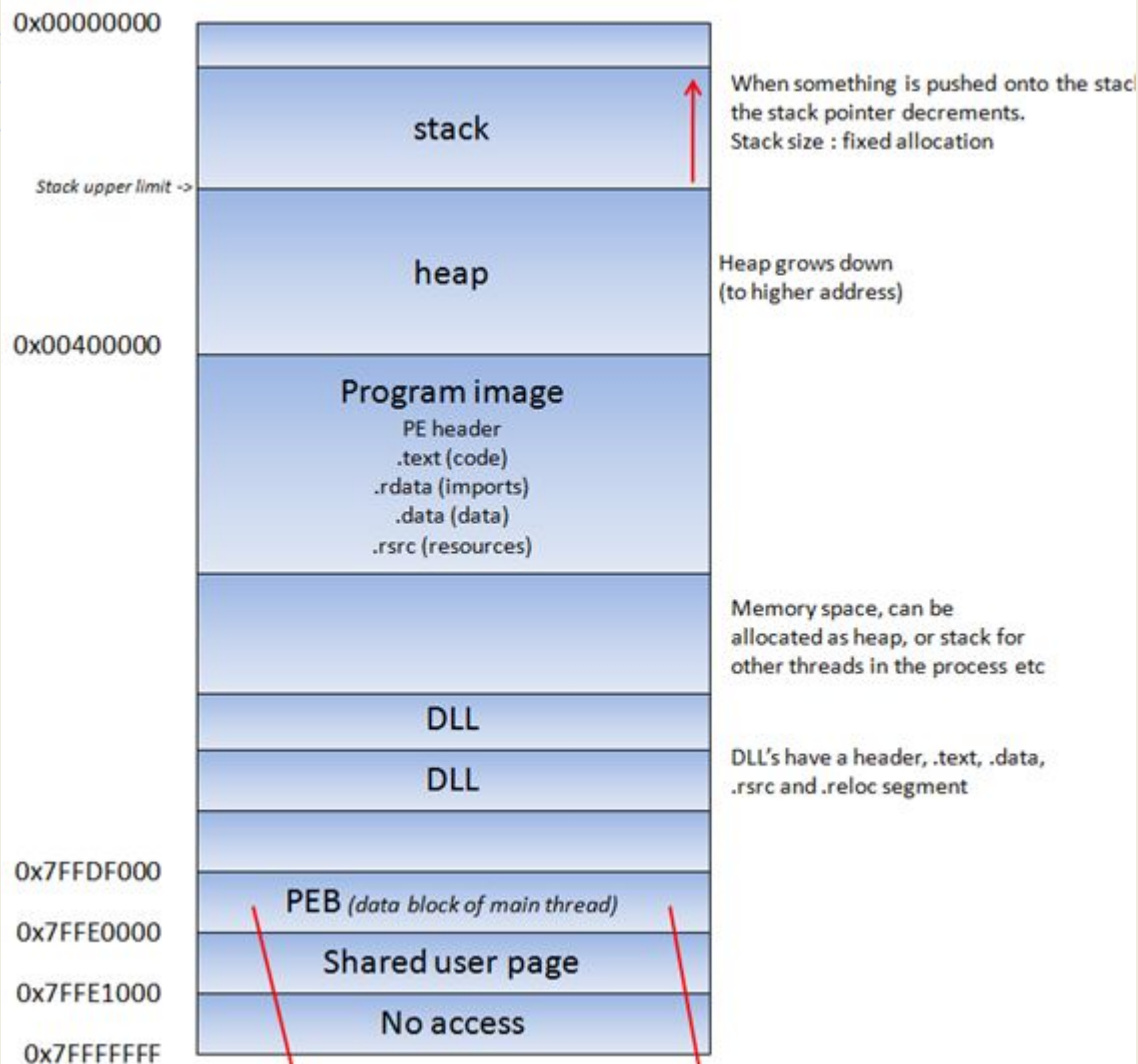 0x00000000
When something is pushed onto the stac
the stack pointer decrements.
Stack size : fixed allocation
stack
Stack upper limit ->
heap
Heap grows down
(to higher address)
0x00400000
Program image
PE header
.text (code)
.rdata (imports)
.data (data)
.rsrc (resources)
Memory space, can be
allocated as heap, or stack for
other threads in the process etc
DLL
DLL
DLL's have a header, .text, .data,
.rsrc and .reloc segment
0x7FFDF000
PEB (data block of main thread)
0x7FFE0000
Shared user page
0x7FFE1000
No access
0x7FFFFFFF